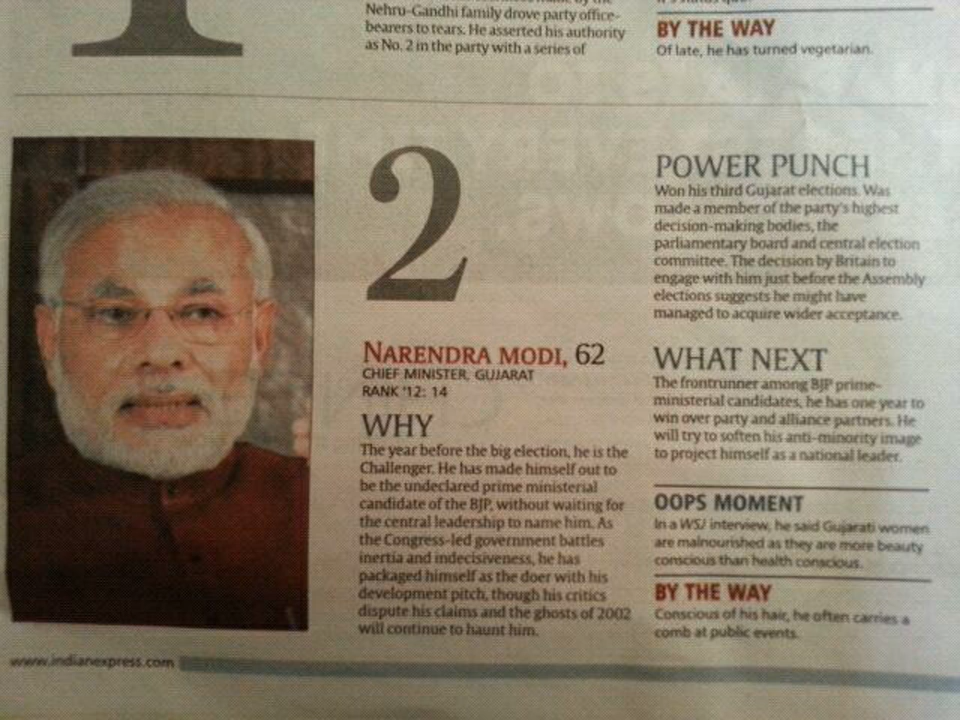 Nehru-Gandhi family drove party office-
bearers to tears. He asserted his authority
as No. 2 in the party with a series of
BY THE WAY
Of late, he has turned vegetarian.
2
NARENDRA MODI, 62
CHIEF MINISTER, GUJARAT
RANK '12: 14
WHY
The year before the big election, he is the
Challenger. He has made himself out to
be the undeclared prime ministerial
candidate of the BJP, without waiting for
the central leadership to name him. As
the Congress-led government battles
inertia and indecisiveness, he has
packaged himself as the doer with his
development pitch, though his critics
dispute his claims and the ghosts of 2002
will continue to haunt him.
POWER PUNCH
Won his third Gujarat elections. Was
made a member of the party's highest
decision-making bodies, the
parliamentary board and central election
committee. The decision by Britain to
engage with him just before the Assembly
elections suggests he might have
managed to acquire wider acceptance.
WHAT NEXT
The frontrunner among BJP prime-
ministerial candidates, he has one year to
win over party and alliance partners. He
will try to soften his anti-minority image
to project himself as a national leader.
OOPS MOMENT
In a WSJ interview, he said Gujarati women
are malnourished as they are more beauty
conscious than health conscious.
BY THE WAY
Conscious of his hair, he often carries a
comb at public events.
www.indianexpress.com